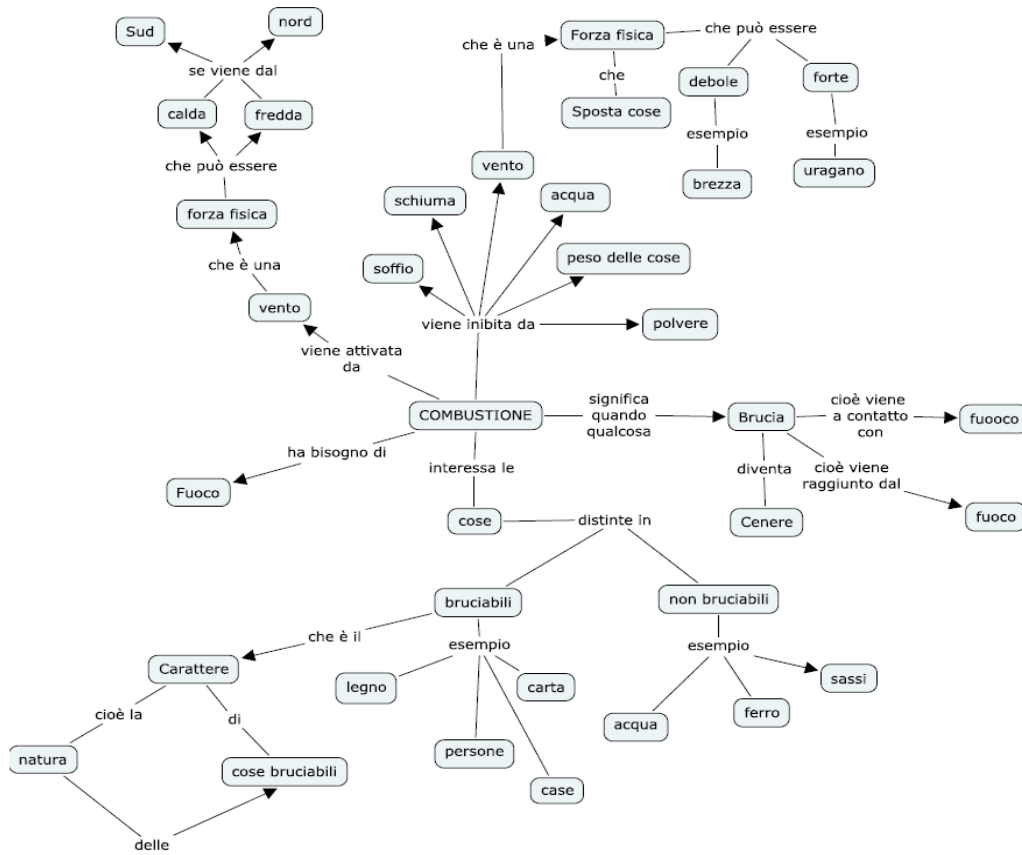 Sud
nord
se viene dal
calda
fredda
che può essere
forza fisica
che è una
vento
viene attivata
da
che è una
Forza fisica
che può essere
che
Sposta cose
debole
forte
esempio
esempio
brezza
uragano
vento
schiuma
acqua
soffio
peso delle cose
viene inibita da
polvere
COMBUSTIONE
significa
quando
qualcosa
Brucia
cioè viene
a contatto
con
fuooco
ha bisogno di
Fuoco
interessa le
diventa
cioè viene
raggiunto dal
fuoco
Cenere
cose
distinte in
bruciabili
non bruciabili
che è il
esempio
esempio
Carattere
legno
carta
sassi
cioè la
di
persone
acqua
ferro
natura
cose bruciabili
case
delle